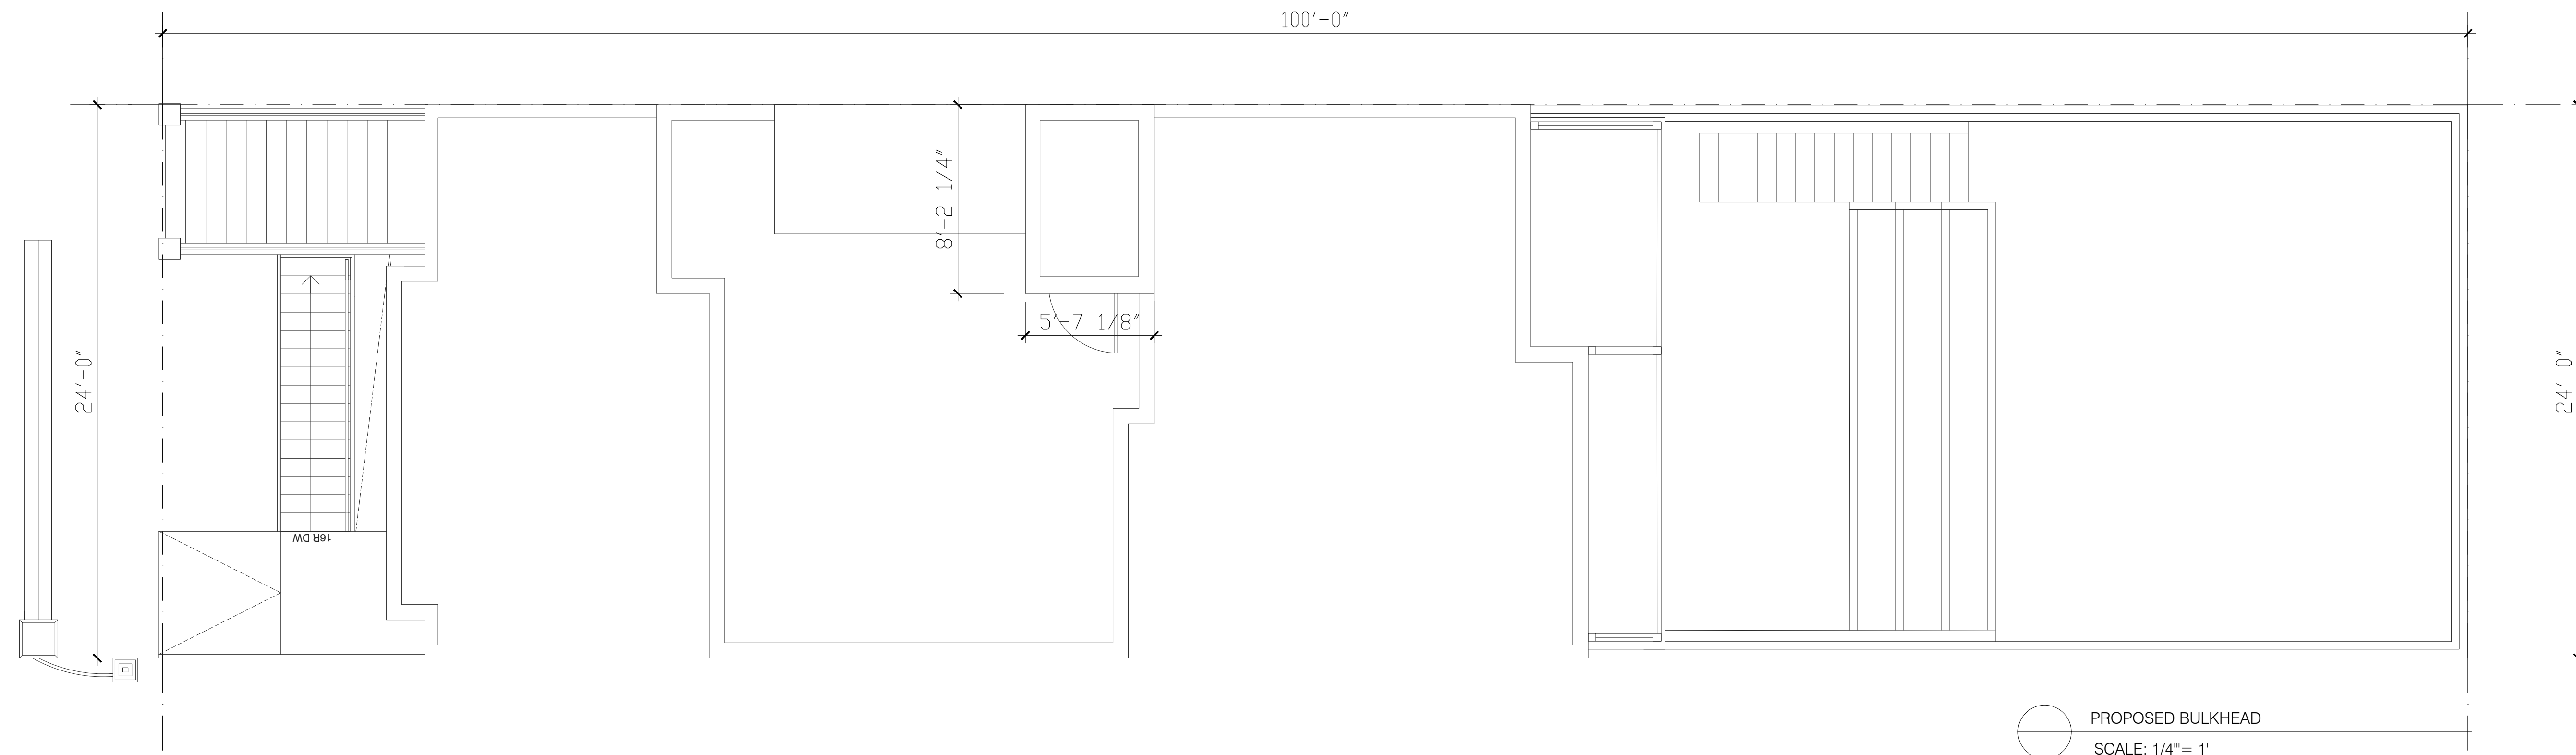 100'-0"
24'-0"
8'-2 1/4"
5'-7 1/8"
24'-0"
16R DW
PROPOSED BULKHEAD
SCALE: 1/4"'= 1'